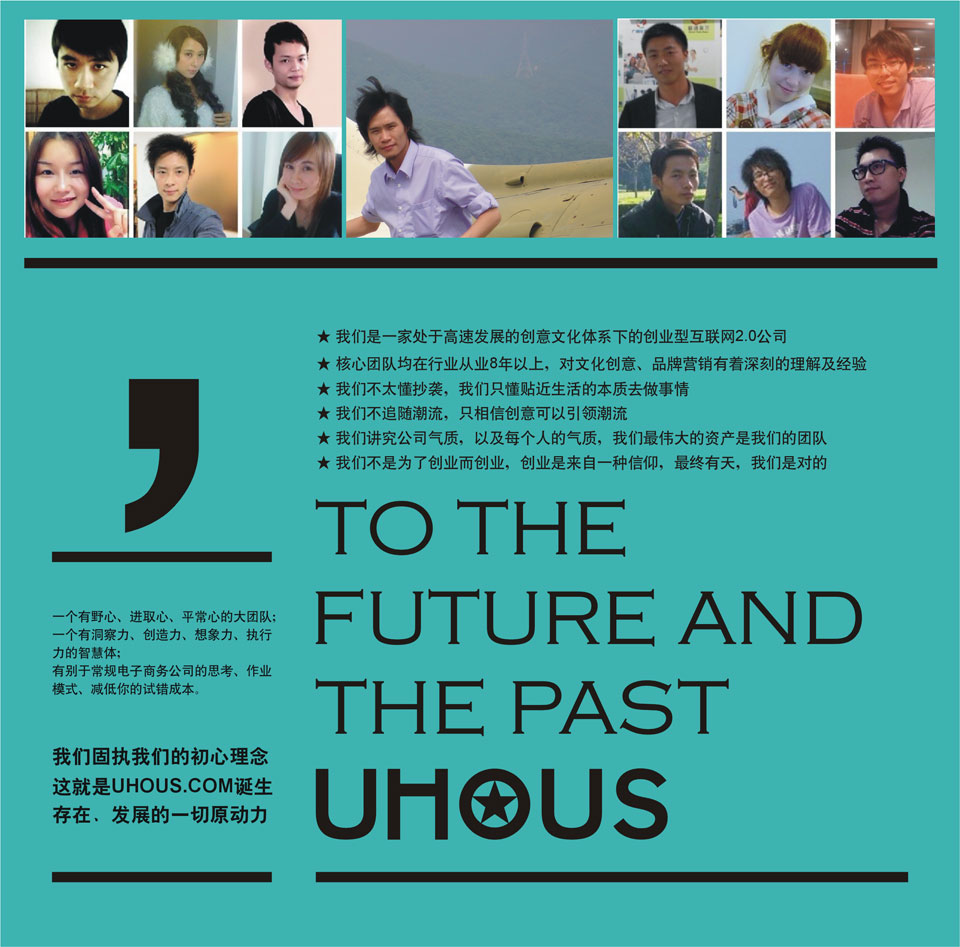 ★ 我们是一家处于高速发展的创意文化体系下的创业型互联网2.0公司
★ 核心团队均在行业从业8年以上，对文化创意、品牌营销有着深刻的理解及经验
★ 我们不太懂抄袭，我们只懂贴近生活的本质去做事情
★ 我们不追随潮流，只相信创意可以引领潮流
★ 我们讲究公司气质，以及每个人的气质，我们最伟大的资产是我们的团队
★ 我们不是为了创业而创业，创业是来自一种信仰，最终有天，我们是对的
,
一个有野心、进取心、平常心的大团队；
一个有洞察力、创造力、想象力、执行
力的智慧体；
有别于常规电子商务公司的思考、作业
模式、减低你的试错成本。
我们固执我们的初心理念
这就是UHOUS.COM诞生
存在、发展的一切原动力
TO THE
FUTURE AND
THE PAST
UHOUS